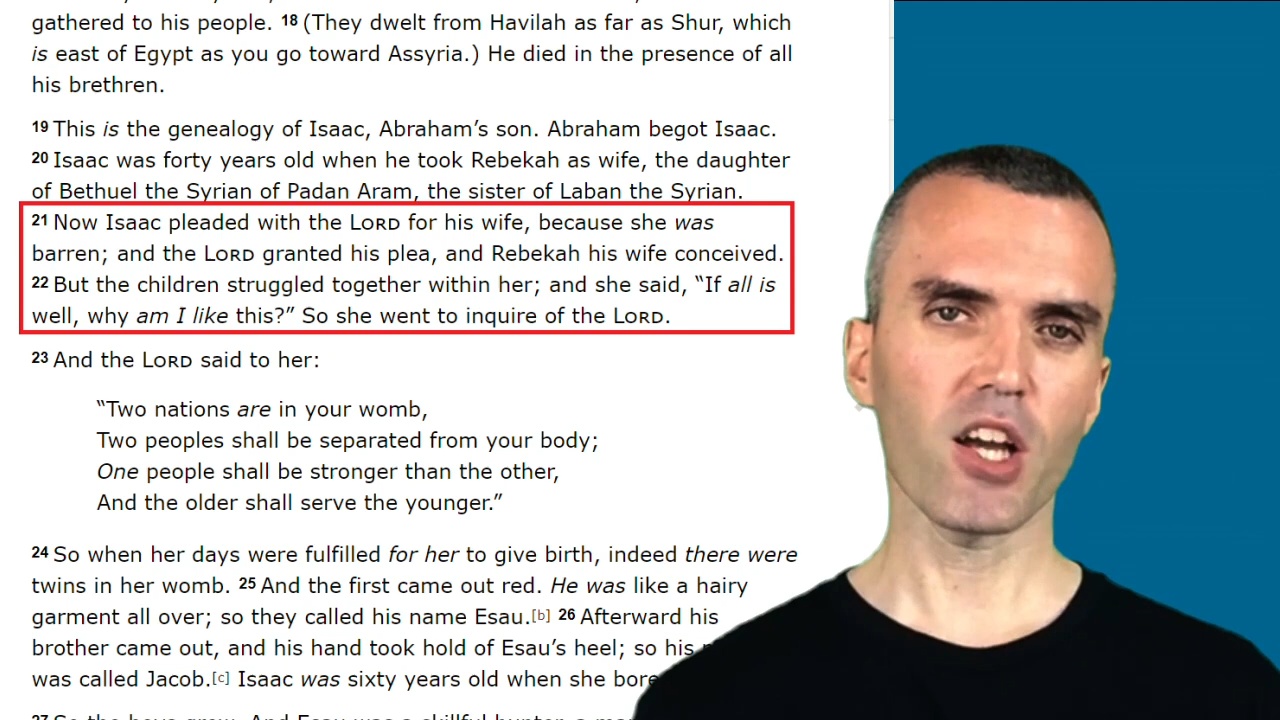 gathered to his people. 18 (They dwelt from Havilah as far as Shur, which
is east of Egypt as you go toward Assyria.) He died in the presence of all
his brethren.
19 This is the genealogy of Isaac, Abraham’s son. Abraham begot Isaac.
20 Isaac was forty years old when he took Rebekah as wife, the daughter
of Bethuel the Syrian of Padan Aram, the sister of Laban the Syrian.
21 Now Isaac pleaded with the LORD for his wife, because she was
barren; and the LORD granted his plea, and Rebekah his wife conceived.
22 But the children struggled together within her; and she said, “If all is
well, why am I like this?” So she went to inquire of the LORD.
23 And the LORD said to her:
“Two nations are in your womb,
Two peoples shall be separated from your body;
One people shall be stronger than the other,
And the older shall serve the younger.”
24 So when her days were fulfilled for her to give birth, indeed there were
twins in her womb. 25 And the first came out red. He was like a hairy
garment all over; so they called his name Esau.[b] 26 Afterward his
brother came out, and his hand took hold of Esau’s heel; so his
was called Jacob.[c] Isaac was sixty years old when she bore
27 So the boys grew. And Esau was a skillful hunter, a